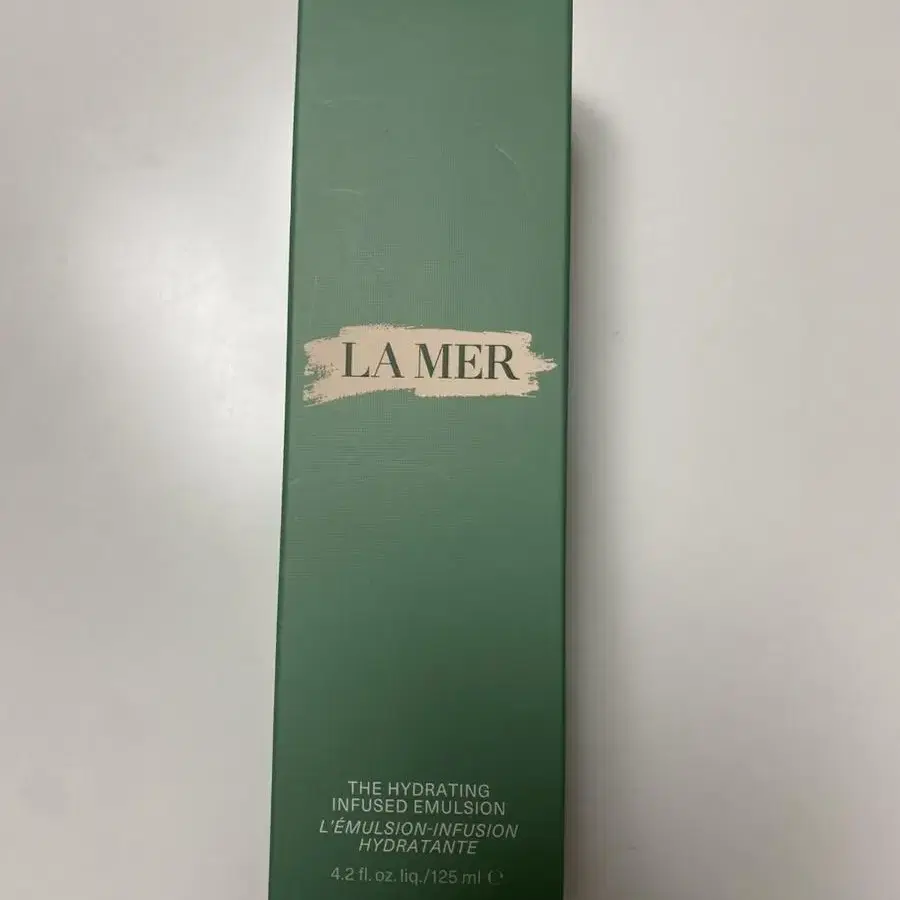 LA MER
THE HYDRATING
INFUSED EMULSION
L'ÉMULSION-INFUSION
HYDRATANTE
4.2 fl. oz. liq./125 ml ℮